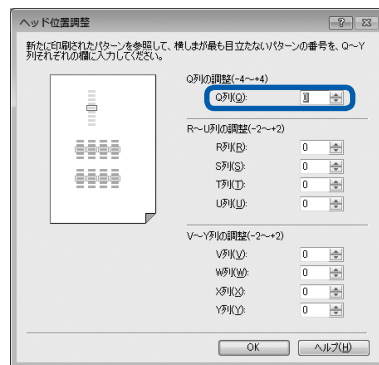 ヘッド位置調整
新たに印刷されたパターンを参照して、横しまが最も目立たないパターンの番号を、Q～Y
列それぞれの欄に入力してください。
Q列の調整(-4～+4)
Q列(Q): 0
R～U列の調整(-2～+2)
R列(R): 0
S列(S): 0
T列(T): 0
U列(U): 0
V～Y列の調整(-2～+2)
V列(V): 0
W列(W): 0
X列(X): 0
Y列(Y): 0
OK ヘルプ(H)